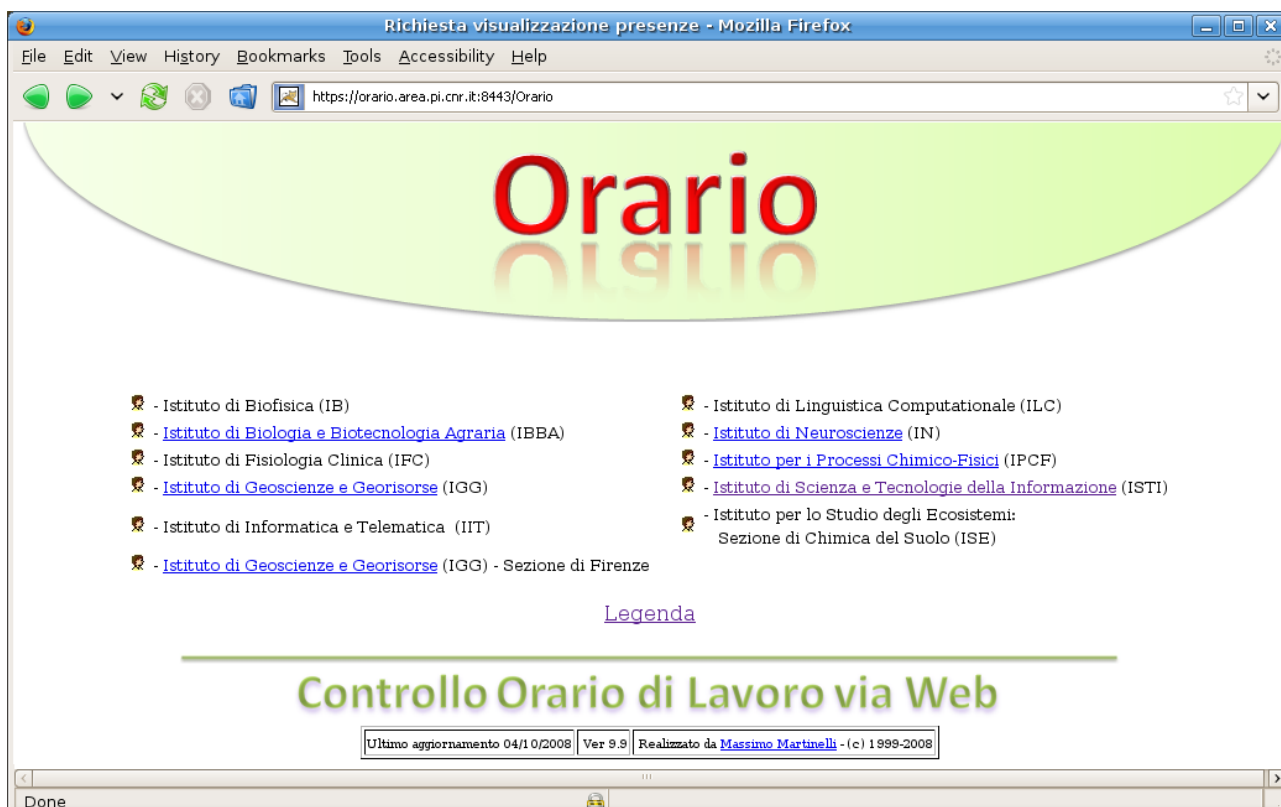 Richiesta visualizzazione presenze - Mozilla Firefox
File Edit View History Bookmarks Tools Accessibility Help
https://orario.area.pi.cnr.it:8443/Orario
Orario
- Istituto di Biofisica (IB)
- Istituto di Biologia e Biotecnologia Agraria (IBBA)
- Istituto di Fisiologia Clinica (IFC)
- Istituto di Geoscienze e Georisorse (IGG)
- Istituto di Informatica e Telematica (IIT)
- Istituto di Geoscienze e Georisorse (IGG) - Sezione di Firenze
- Istituto di Linguistica Computationale (ILC)
- Istituto di Neuroscienze (IN)
- Istituto per i Processi Chimico-Fisici (IPCF)
- Istituto di Scienza e Tecnologie della Informazione (ISTI)
- Istituto per lo Studio degli Ecosistemi:
Sezione di Chimica del Suolo (ISE)
Legenda
Controllo Orario di Lavoro via Web
Ultimo aggiornamento 04/10/2008 Ver 9.9 Realizzato da Massimo Martinelli - (c) 1999-2008
Done